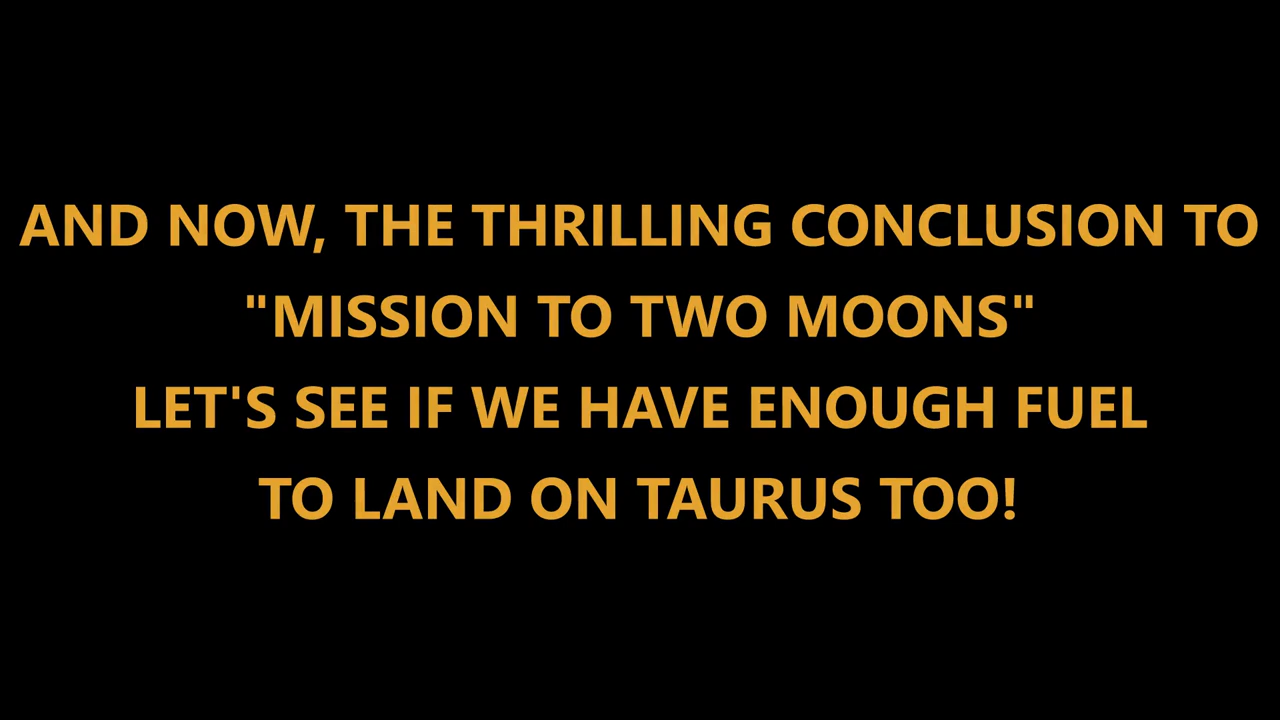 AND NOW, THE THRILLING CONCLUSION TO
"MISSION TO TWO MOONS"
LET'S SEE IF WE HAVE ENOUGH FUEL
TO LAND ON TAURUS TOO!